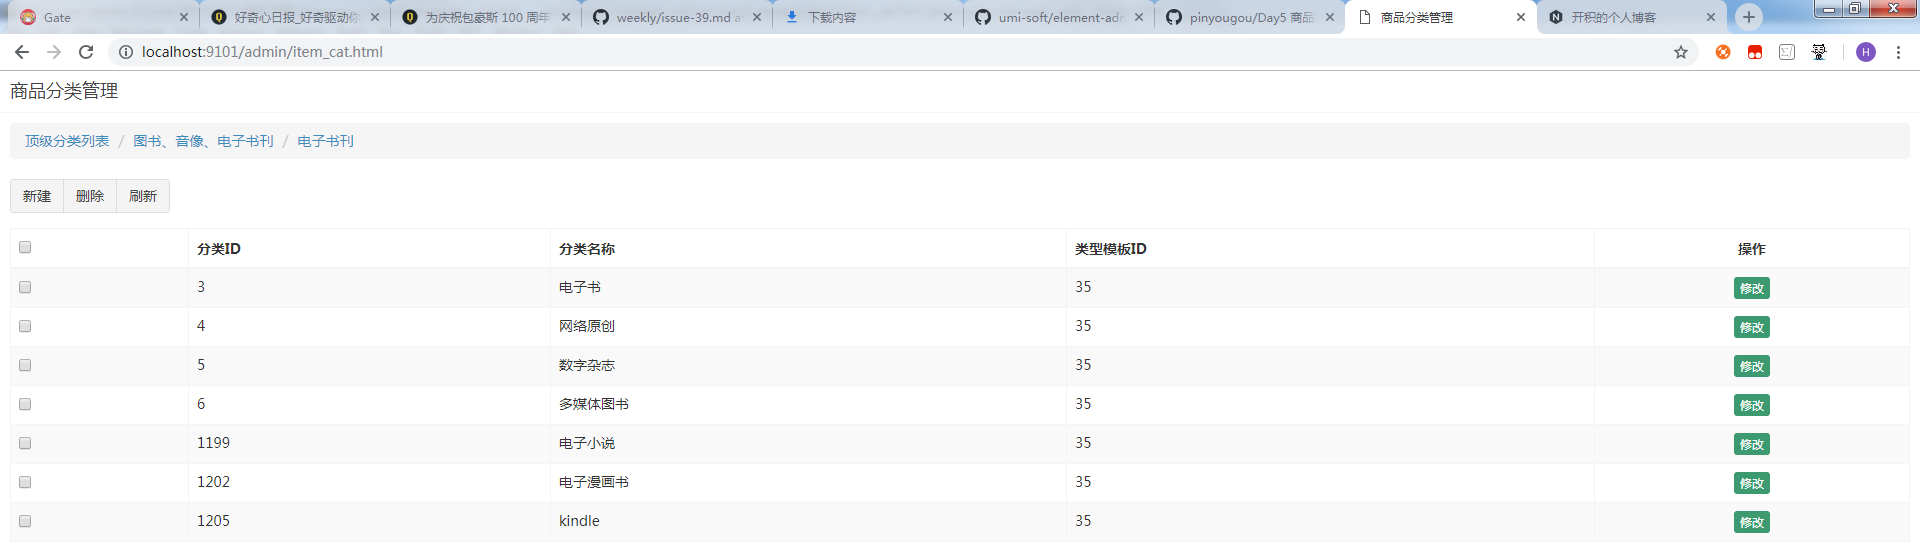 Gate
好奇心日报_好奇驱动你
为庆祝包豪斯 100 周年
weekly/issue-39.md at
下载内容
umi-soft/element-adm
pinyougou/Day5 商品
商品分类管理
开积的个人博客
localhost:9101/admin/item_cat.html
H
商品分类管理
顶级分类列表 / 图书、音像、电子书刊 / 电子书刊
新建 删除 刷新
分类ID 分类名称 类型模板ID 操作
3 电子书 35 修改
4 网络原创 35 修改
5 数字杂志 35 修改
6 多媒体图书 35 修改
1199 电子小说 35 修改
1202 电子漫画书 35 修改
1205 kindle 35 修改